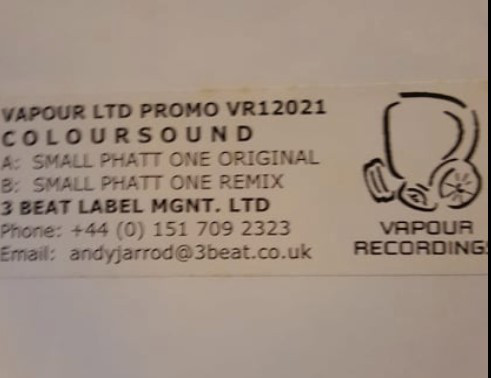 VAPOUR LTD PROMO VR12021
COLOURSOUND
A: SMALL PHATT ONE ORIGINAL
B: SMALL PHATT ONE REMIX
3 BEAT LABEL MGNT. LTD
Phone: +44 (0) 151 709 2323
Email: andyjarrod@3beat.co.uk
VAPOUR
RECORDINGS